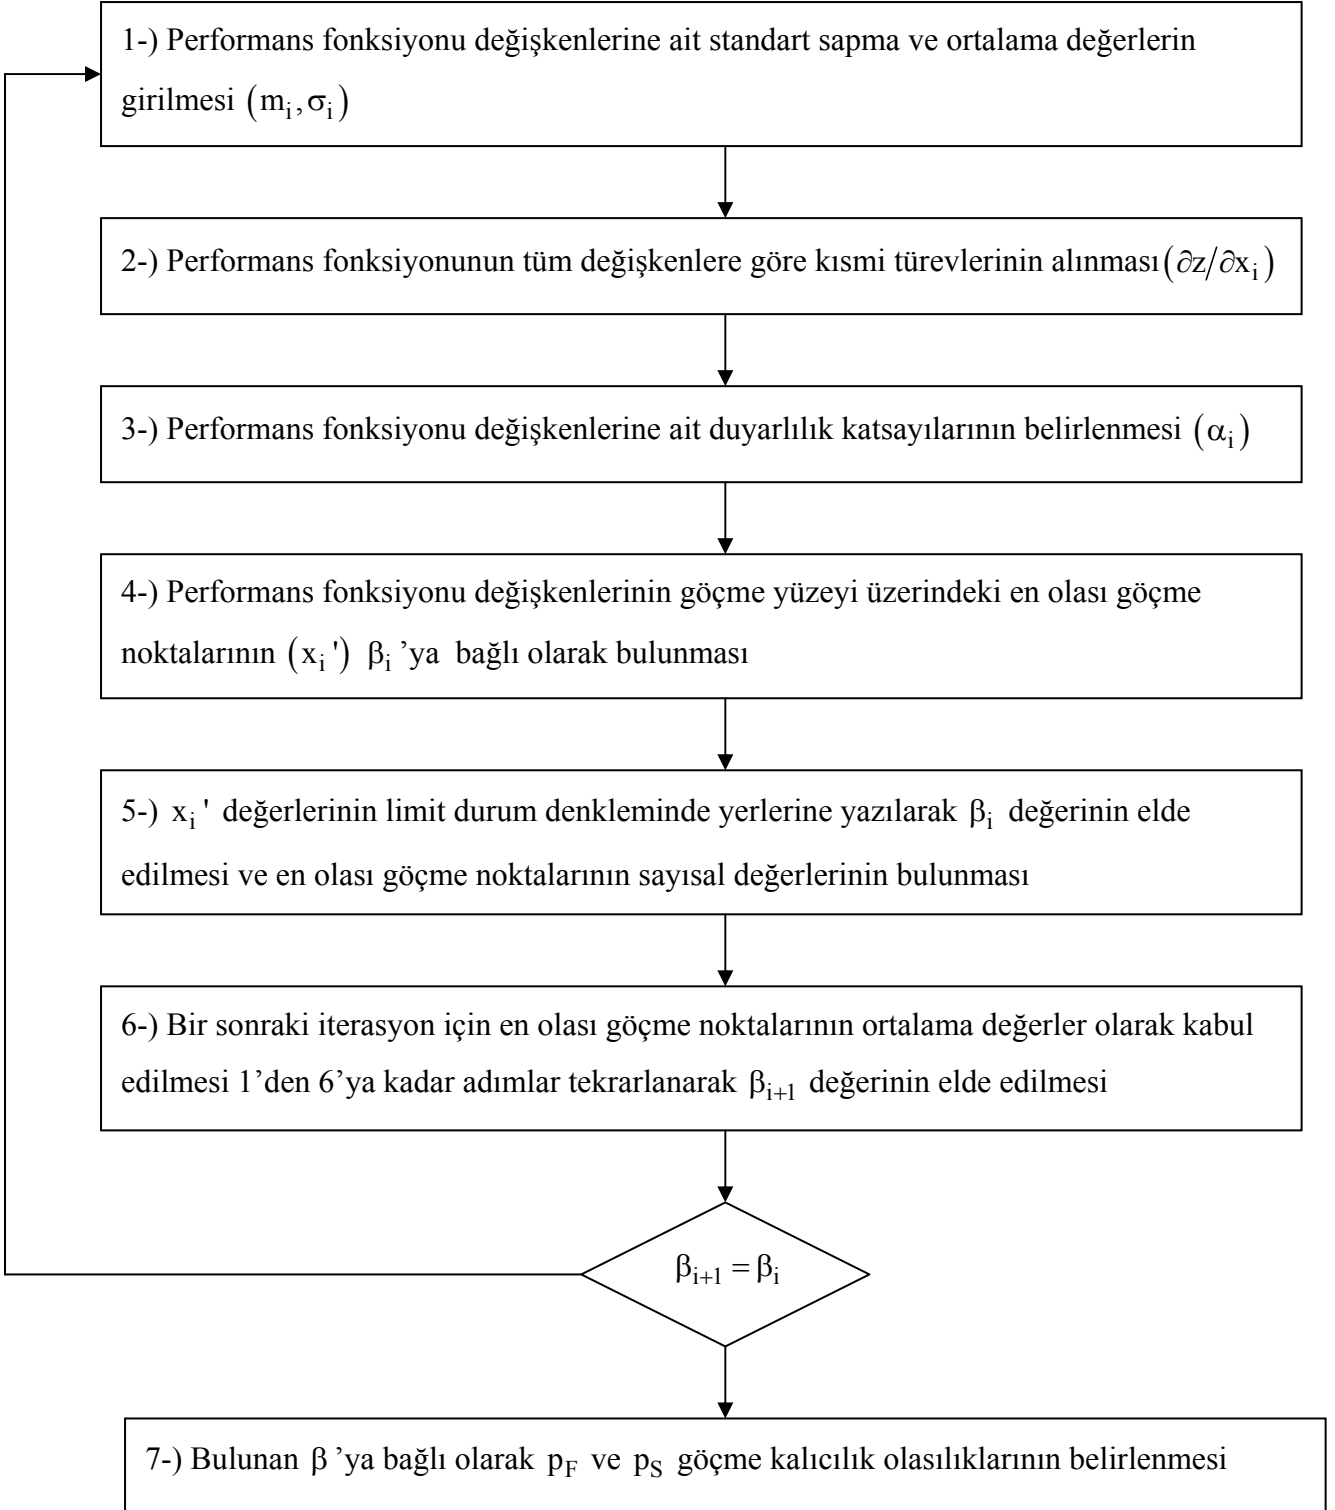 1-) Performans fonksiyonu değişkenlerine ait standart sapma ve ortalama değerlerin
girilmesi (mᵢ, σᵢ)
2-) Performans fonksiyonunun tüm değişkenlere göre kısmi türevlerinin alınması(∂z/∂xᵢ)
3-) Performans fonksiyonu değişkenlerine ait duyarlılık katsayılarının belirlenmesi (αᵢ)
4-) Performans fonksiyonu değişkenlerinin göçme yüzeyi üzerindeki en olası göçme
noktalarının (xᵢ') βᵢ’ya bağlı olarak bulunması
5-) xᵢ' değerlerinin limit durum denkleminde yerlerine yazılarak βᵢ değerinin elde
edilmesi ve en olası göçme noktalarının sayısal değerlerinin bulunması
6-) Bir sonraki iterasyon için en olası göçme noktalarının ortalama değerler olarak kabul
edilmesi 1’den 6’ya kadar adımlar tekrarlanarak βᵢ₊₁ değerinin elde edilmesi
βᵢ₊₁ = βᵢ
7-) Bulunan β’ya bağlı olarak p_F ve p_S göçme kalıcılık olasılıklarının belirlenmesi